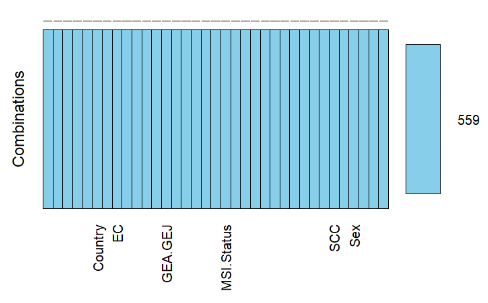 Combinations
559
Country
EC
GEA.GEJ
MSI.Status
SCC
Sex